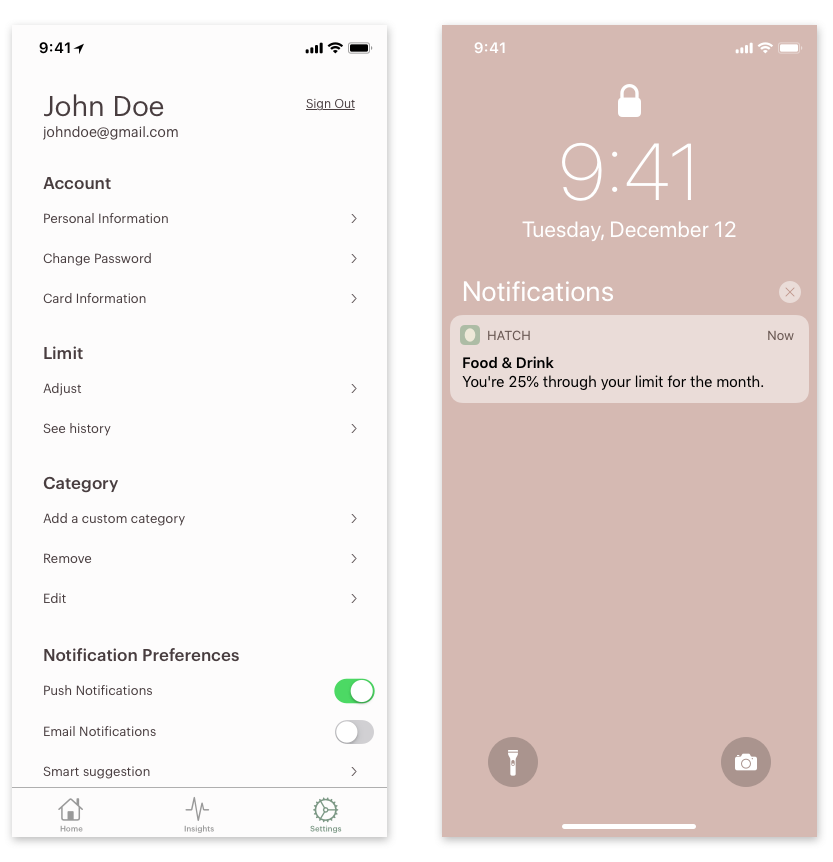 9:41
John Doe
Sign Out
johndoe@gmail.com
Account
Personal Information
Change Password
Card Information
Limit
Adjust
See history
Category
Add a custom category
Remove
Edit
Notification Preferences
Push Notifications
Email Notifications
Smart suggestion
Home
Insights
Settings
9:41
9:41
Tuesday, December 12
Notifications
HATCH
Now
Food & Drink
You're 25% through your limit for the month.